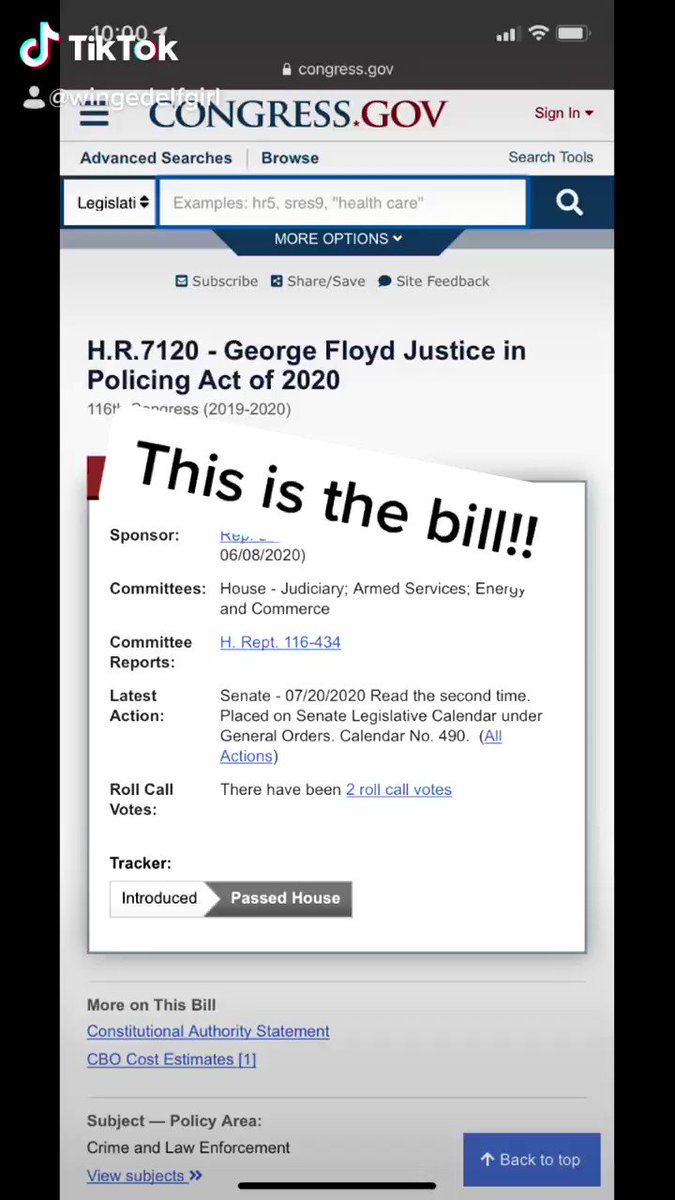 10:00
TikTok
@wingedelfgirl
congress.gov
CONGRESS.GOV
Sign In
Advanced Searches
Browse
Search Tools
Legislati
Examples: hr5, sres9, "health care"
MORE OPTIONS
Subscribe
Share/Save
Site Feedback
H.R.7120 - George Floyd Justice in
Policing Act of 2020
116th Congress (2019-2020)
This is the bill!!
Sponsor:
Rep.
06/08/2020)
Committees:
House - Judiciary; Armed Services; Energy
and Commerce
Committee
Reports:
H. Rept. 116-434
Latest
Action:
Senate - 07/20/2020 Read the second time.
Placed on Senate Legislative Calendar under
General Orders. Calendar No. 490. (All
Actions)
Roll Call
Votes:
There have been 2 roll call votes
Tracker:
Introduced
Passed House
More on This Bill
Constitutional Authority Statement
CBO Cost Estimates [1]
Subject — Policy Area:
Crime and Law Enforcement
View subjects »
Back to top